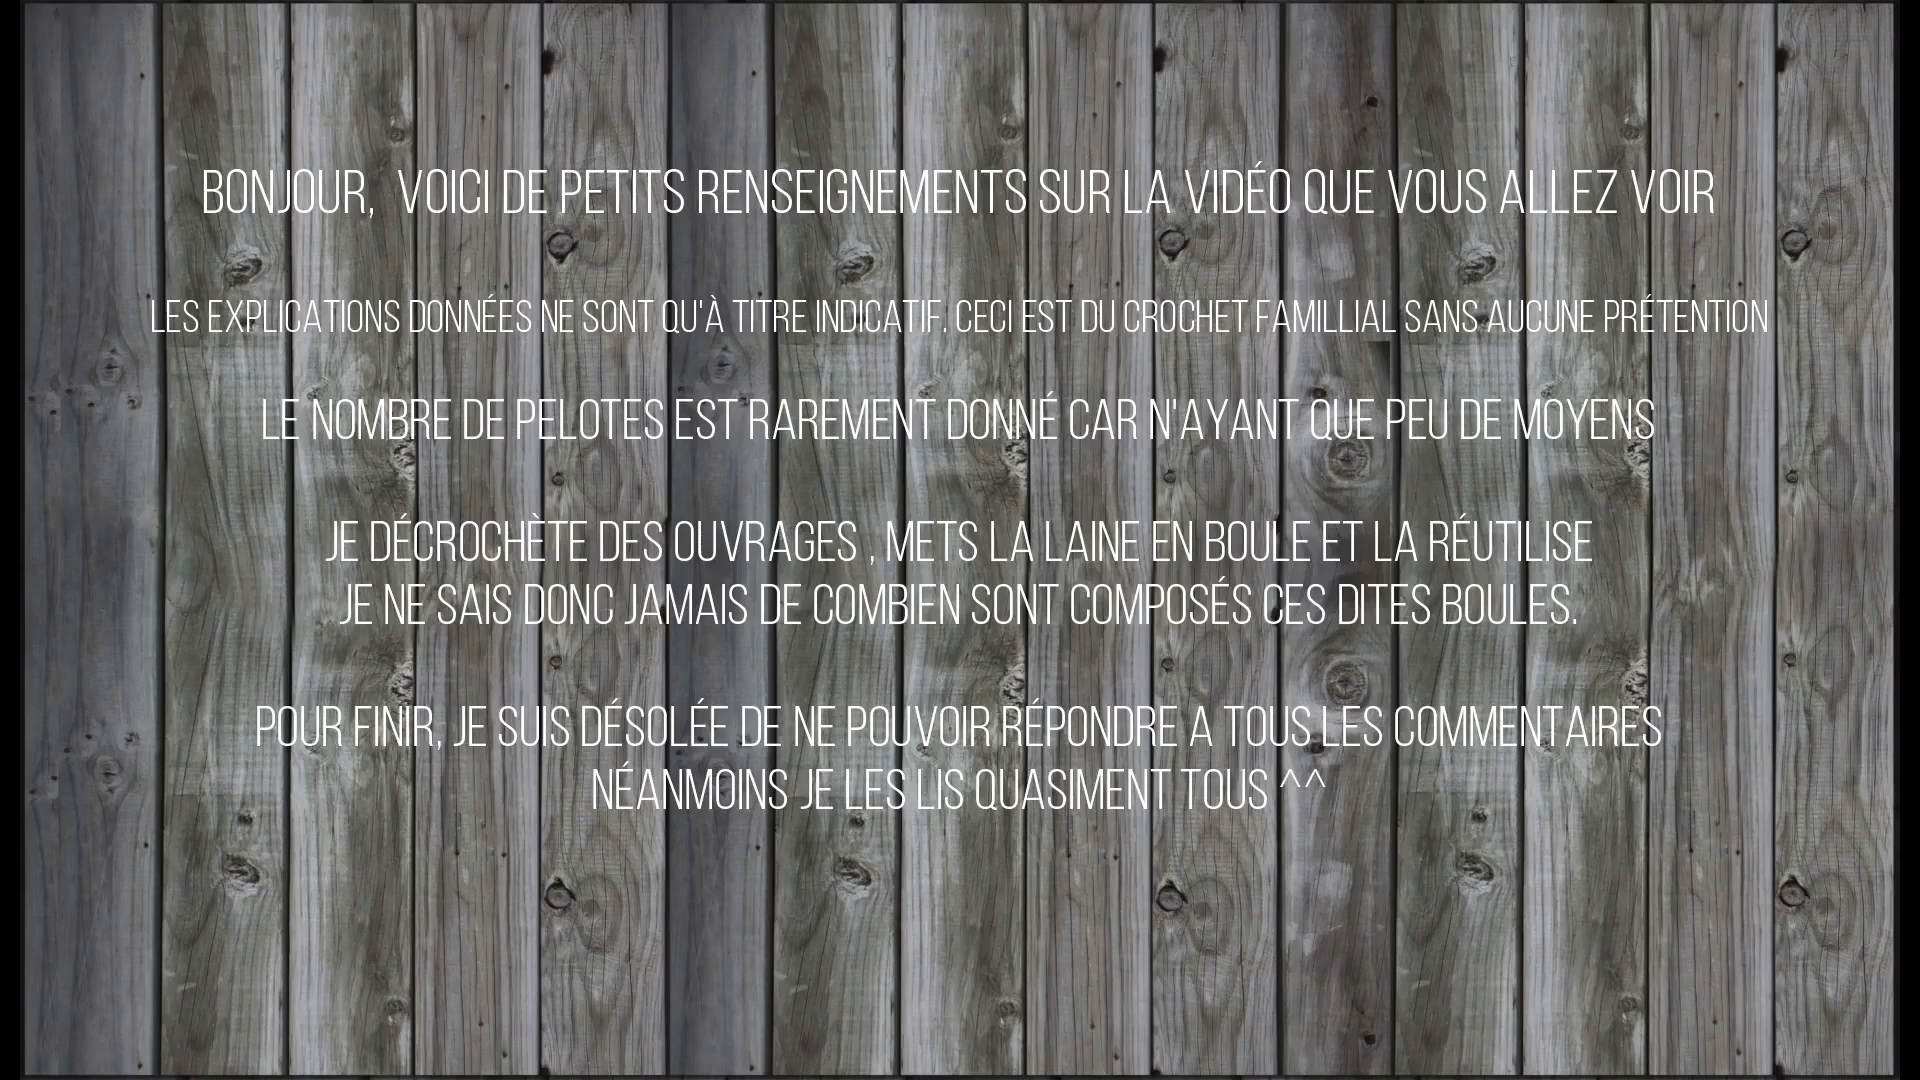 BONJOUR, VOICI DE PETITS RENSEIGNEMENTS SUR LA VIDÉO QUE VOUS ALLEZ VOIR
LES EXPLICATIONS DONNÉES NE SONT QU'À TITRE INDICATIF. CECI EST DU CROCHET FAMILLIAL SANS AUCUNE PRÉTENTION
LE NOMBRE DE PELOTES EST RAREMENT DONNÉ CAR N'AYANT QUE PEU DE MOYENS
JE DÉCROCHÈTE DES OUVRAGES , METS LA LAINE EN BOULE ET LA RÉUTILISE
JE NE SAIS DONC JAMAIS DE COMBIEN SONT COMPOSÉS CES DITES BOULES.
POUR FINIR, JE SUIS DÉSOLÉE DE NE POUVOIR RÉPONDRE A TOUS LES COMMENTAIRES
NÉANMOINS JE LES LIS QUASIMENT TOUS ^^